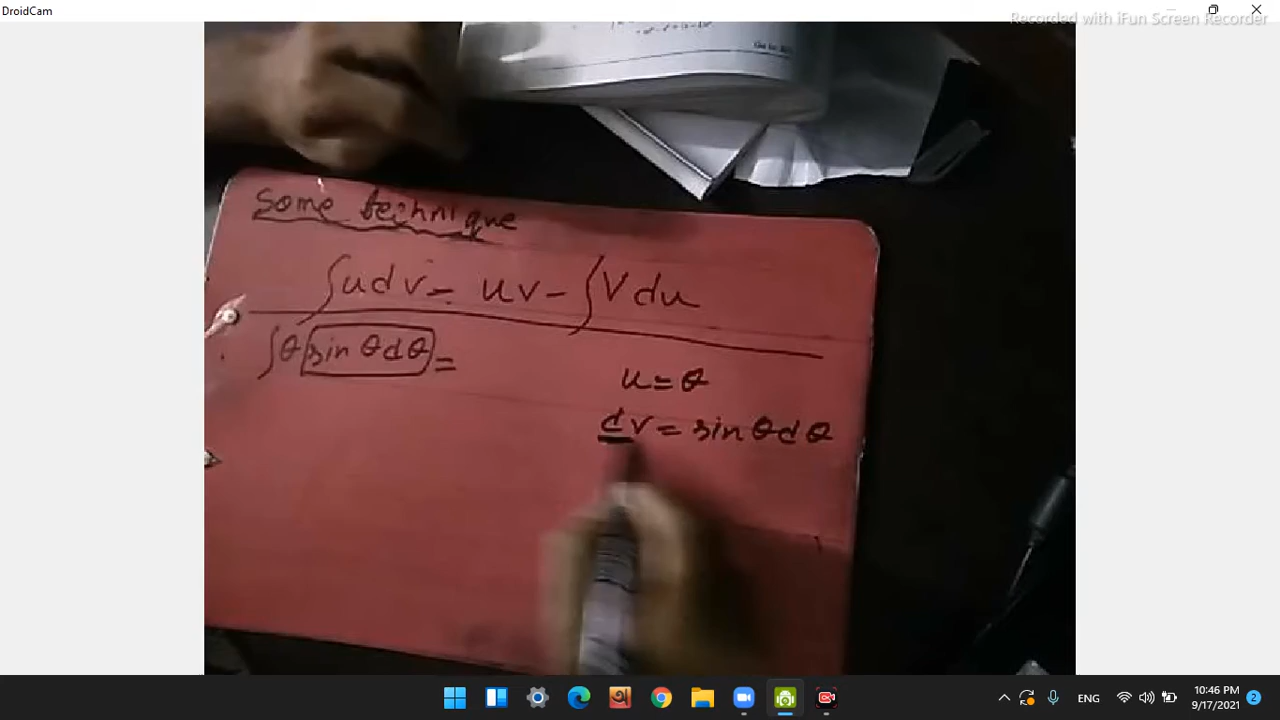 DroidCam
Recorded with iFun Screen Recorder
Some technique
∫udv = uv - ∫Vdu
∫θ sin θdθ =
u = θ
dv = sin θdθ
ENG
10:46 PM
9/17/2021
2